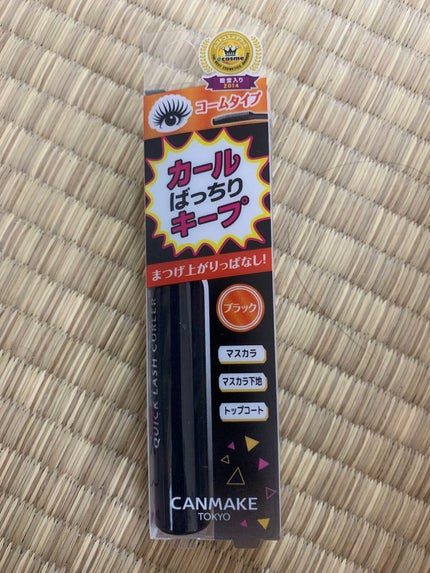 @cosme
殿堂入り
2014
コームタイプ
カール
ばっちり
キープ
まつげ上がりっぱなし!
ブラック
マスカラ
マスカラ下地
トップコート
QUICK LASH CURLER
CANMAKE
TOKYO